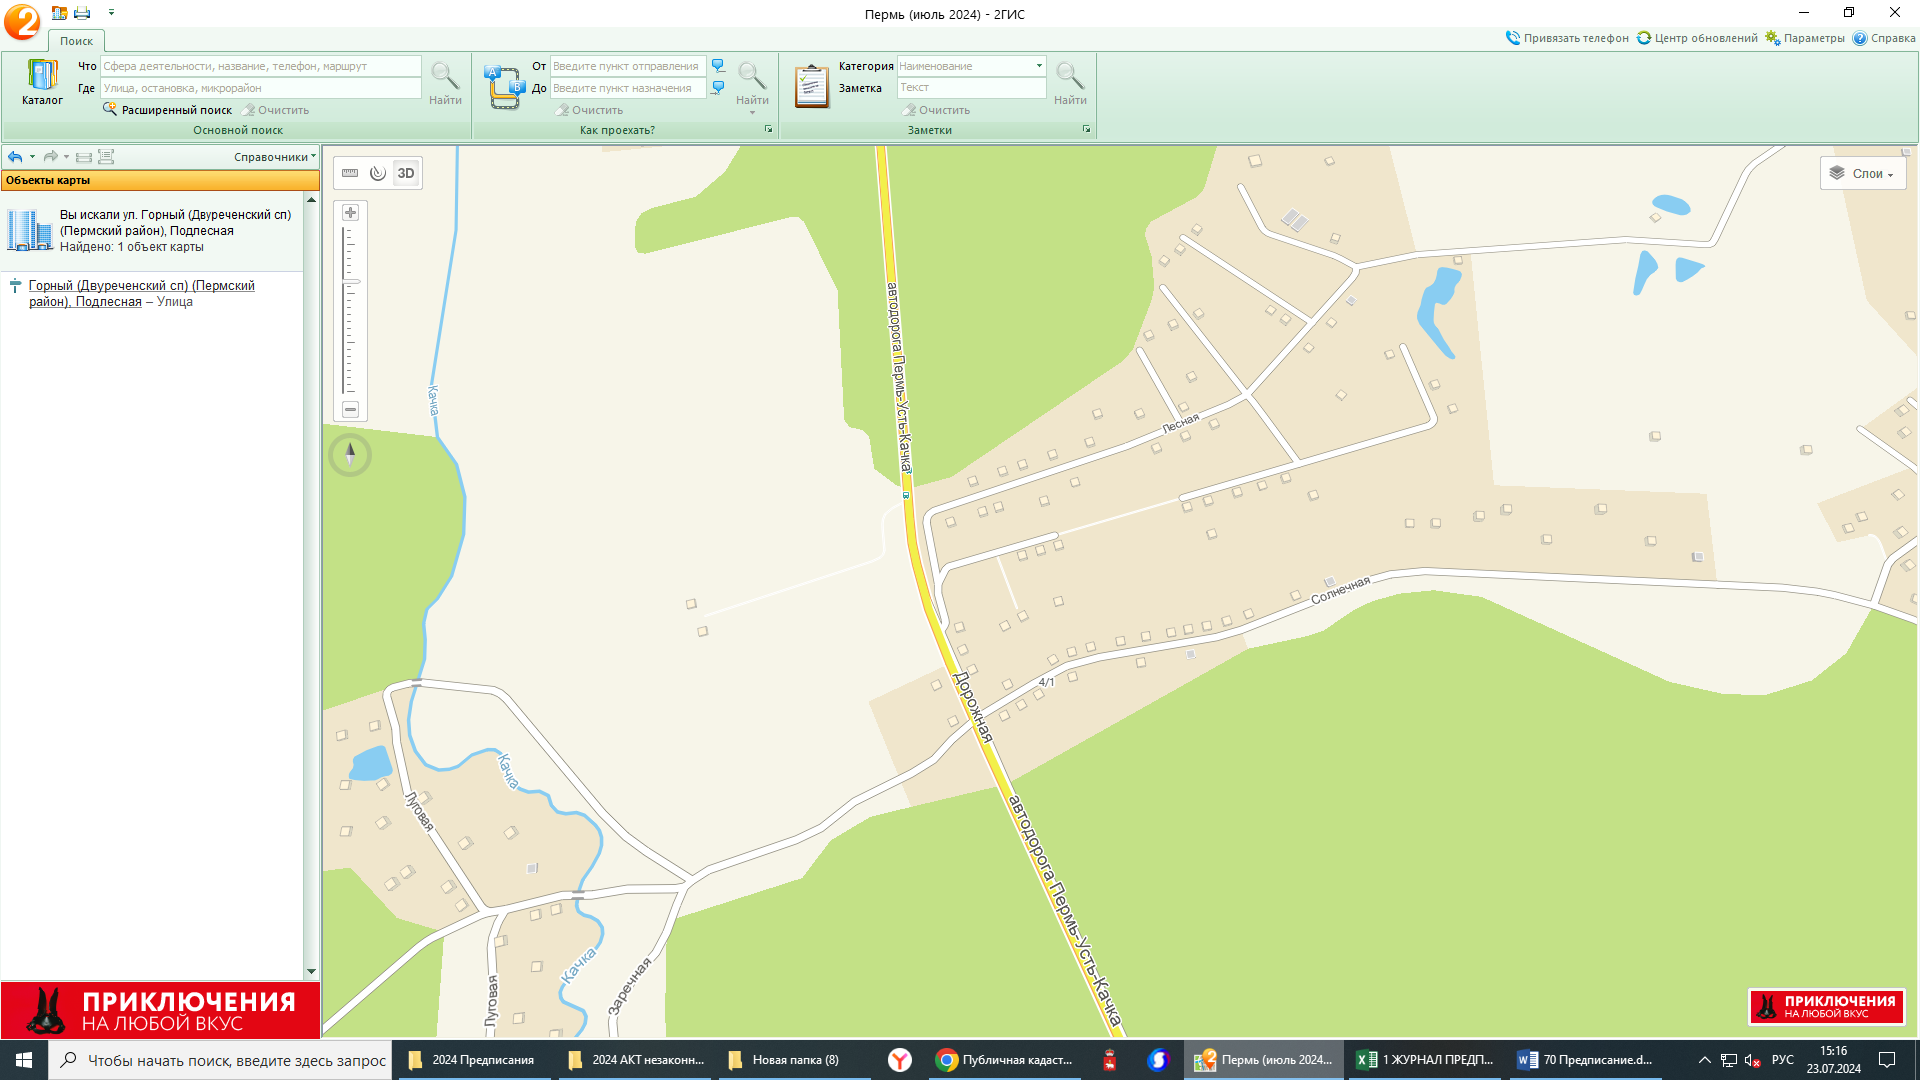 Пермь (июль 2024) - 2ГИС
Поиск
Привязать телефон Центр обновлений Параметры Справка
Каталог
Что Сфера деятельности, название, телефон, маршрут
Где Улица, остановка, микрорайон
Расширенный поиск Очистить
Найти
Основной поиск
От Введите пункт отправления
До Введите пункт назначения
Очистить
Найти
Как проехать?
Категория Наименование
Заметка Текст
Очистить
Найти
Заметки
Справочники
Объекты карты
Вы искали ул. Горный (Двуреченский сп)
(Пермский район), Подлесная
Найдено: 1 объект карты
Горный (Двуреченский сп) (Пермский
район), Подлесная – Улица
ПРИКЛЮЧЕНИЯ
НА ЛЮБОЙ ВКУС
3D
Слои
автодорога Пермь-Усть-Качка
Качка
Лесная
Солнечная
4/1
Дорожная
Качка
Луговая
автодорога Пермь-Усть-Качка
Качка
Заречная
Луговая
ПРИКЛЮЧЕНИЯ
НА ЛЮБОЙ ВКУС
Чтобы начать поиск, введите здесь запрос
2024 Предписания
2024 АКТ незаконн...
Новая папка (8)
Публичная кадаст...
Пермь (июль 2024...
1 ЖУРНАЛ ПРЕДП...
70 Предписание.d...
РУС
15:16
23.07.2024